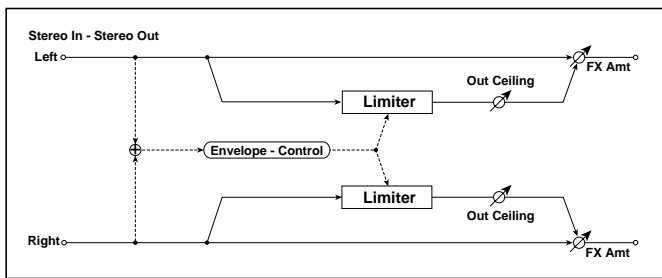 Stereo In - Stereo Out
Left
FX Amt
Out Ceiling
Limiter
Envelope - Control
Limiter
Out Ceiling
Right
FX Amt